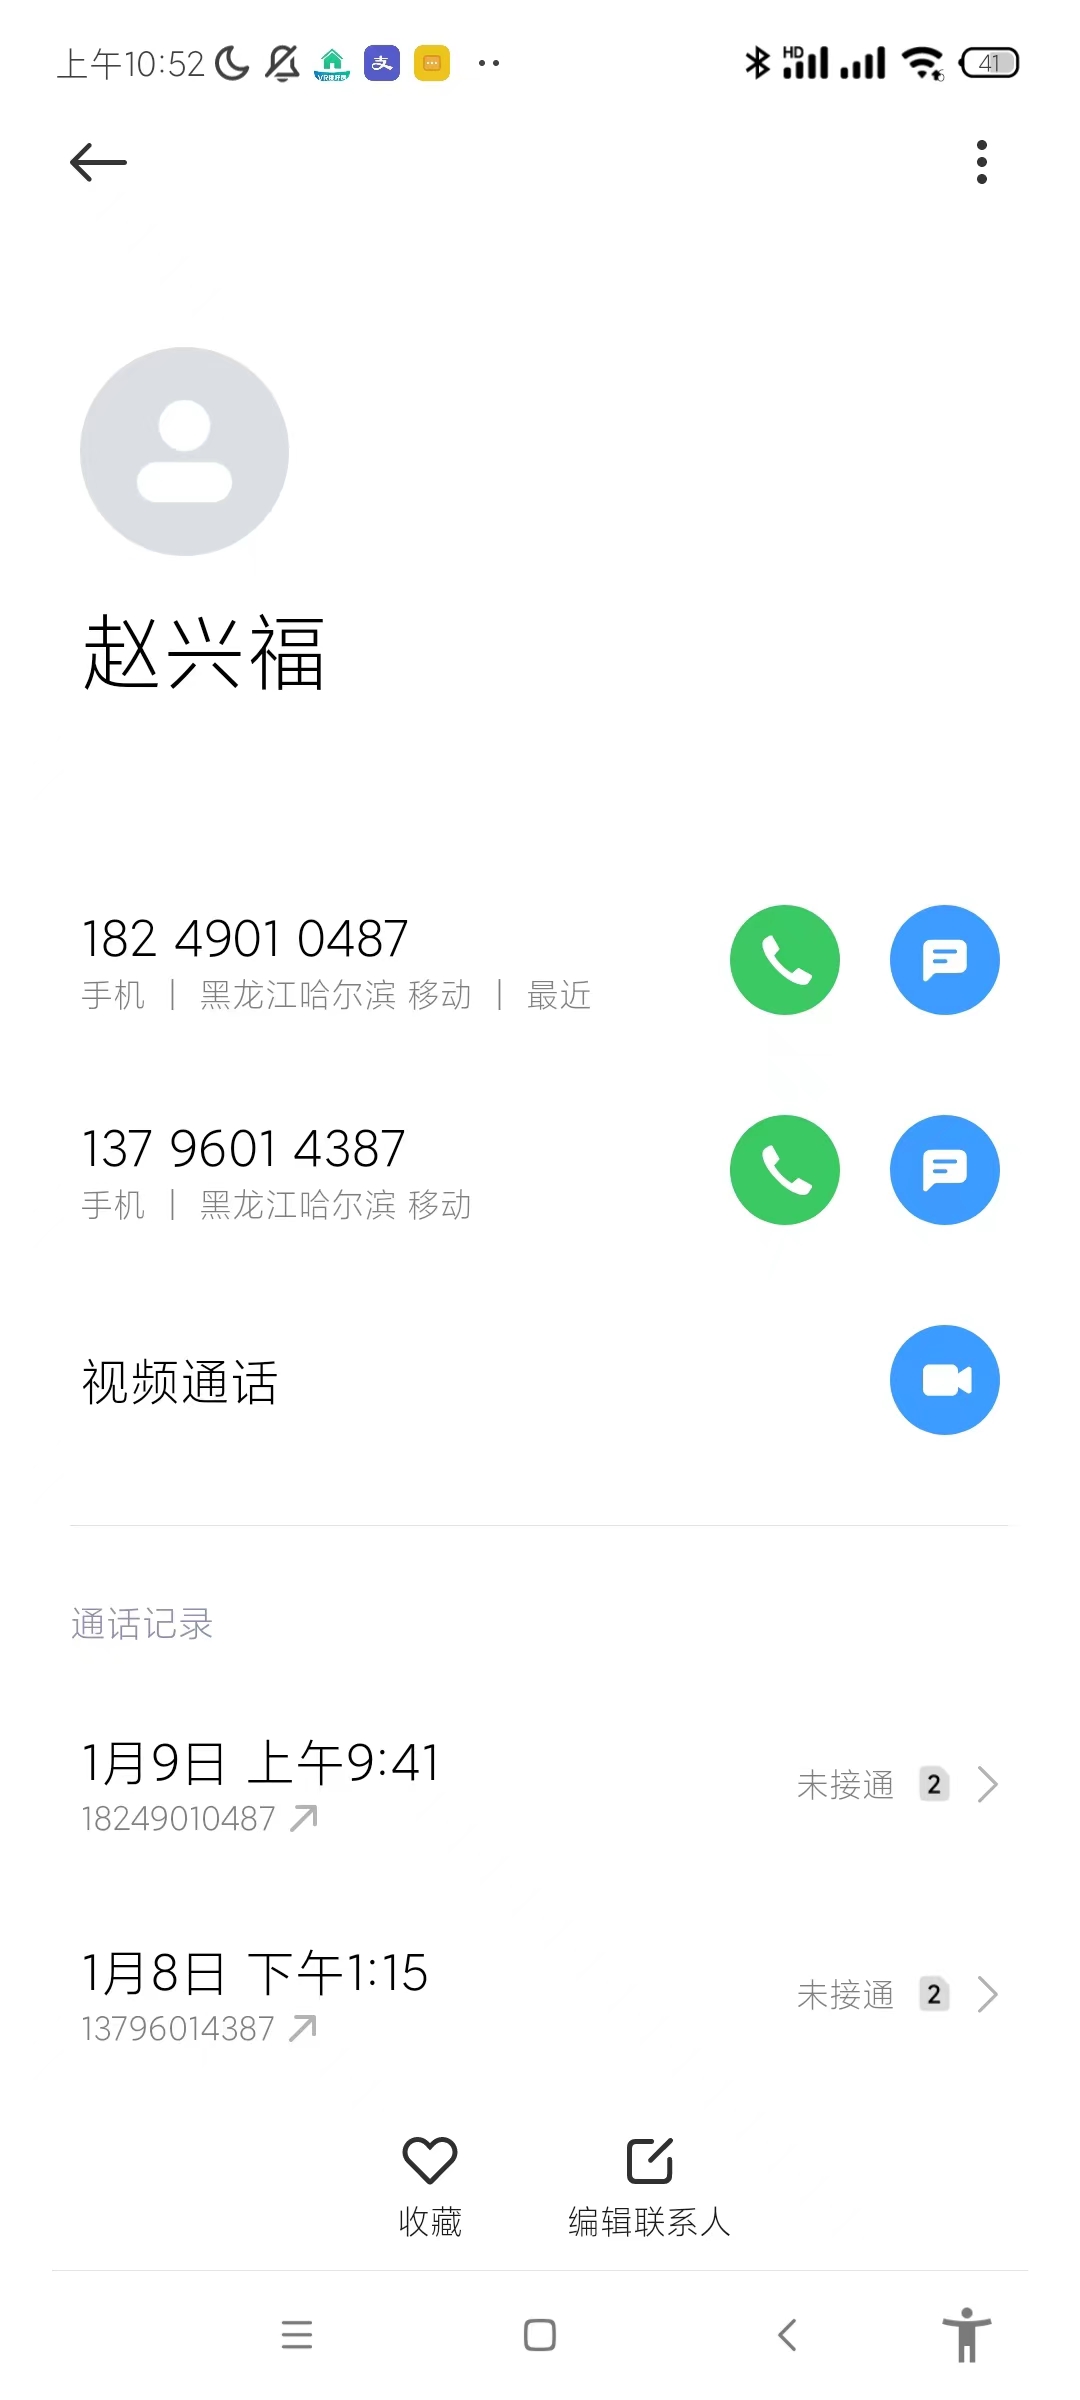 上午10:52
HD
6
41
赵兴福
182 4901 0487
手机 | 黑龙江哈尔滨 移动 | 最近
137 9601 4387
手机 | 黑龙江哈尔滨 移动
视频通话
通话记录
1月9日 上午9:41
未接通 2
18249010487
1月8日 下午1:15
未接通 2
13796014387
收藏
编辑联系人